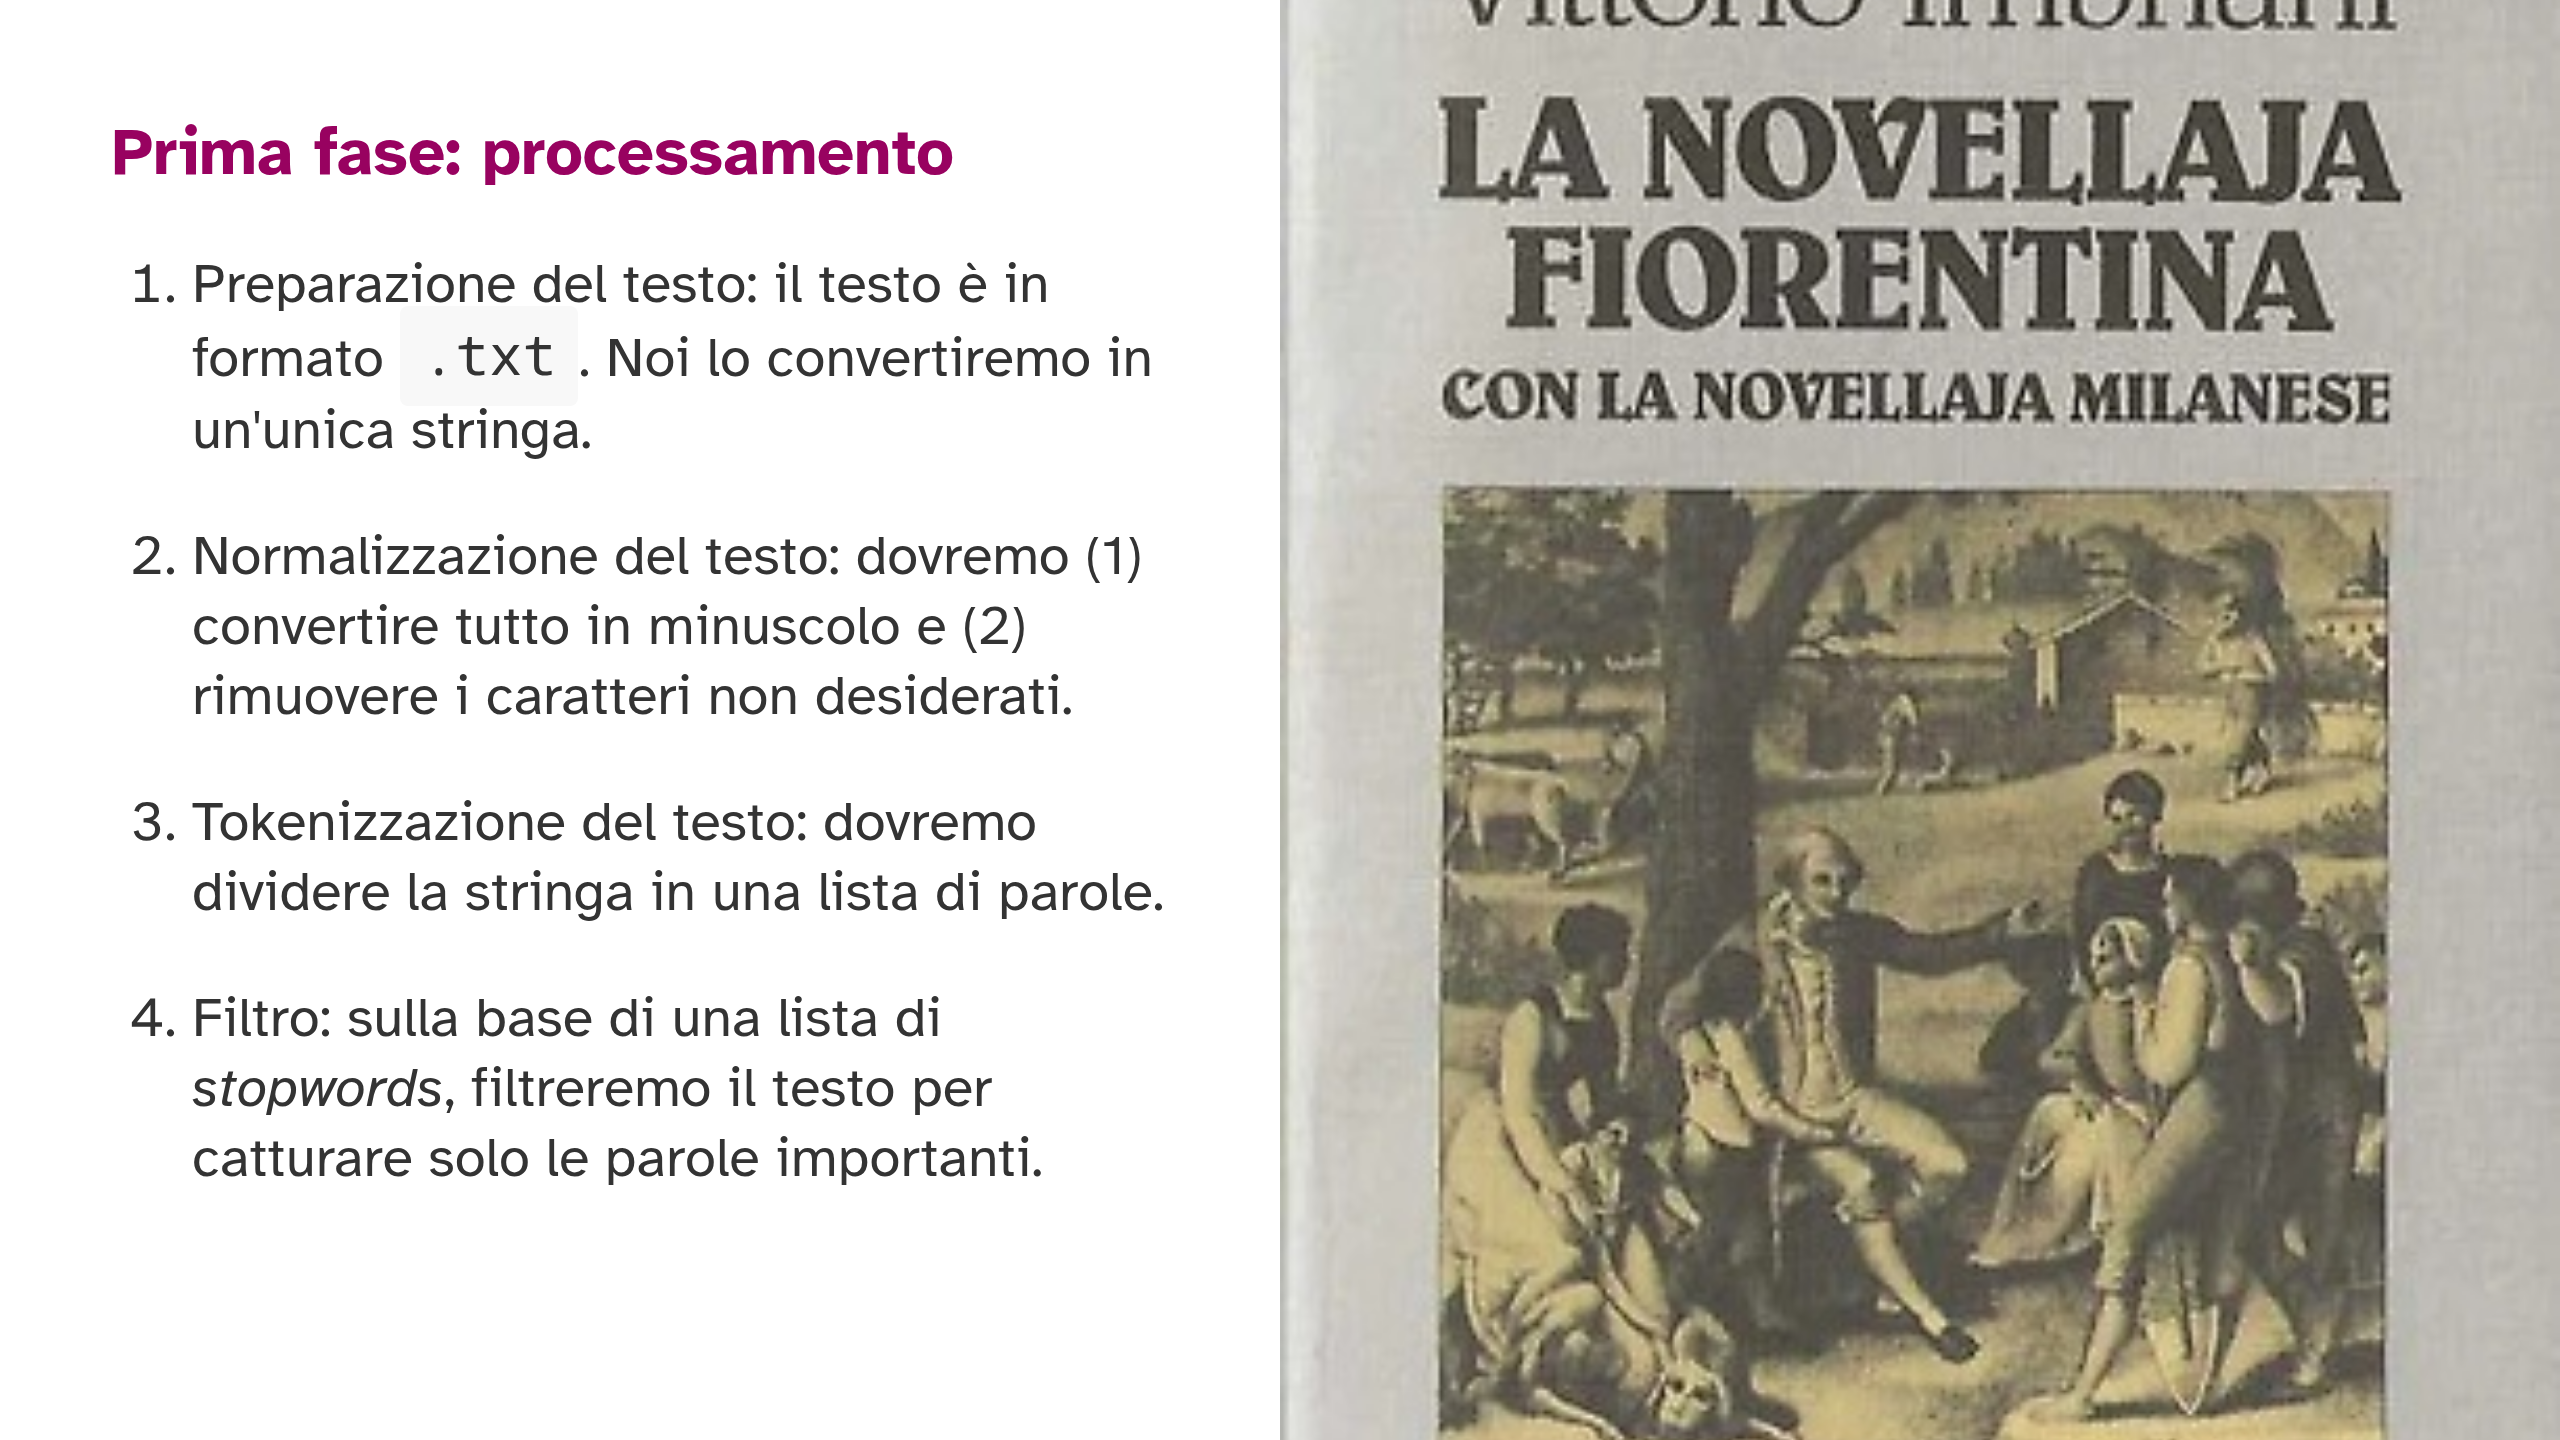 Prima fase: processamento
1. Preparazione del testo: il testo è in
formato .txt. Noi lo convertiremo in
un'unica stringa.
2. Normalizzazione del testo: dovremo (1)
convertire tutto in minuscolo e (2)
rimuovere i caratteri non desiderati.
3. Tokenizzazione del testo: dovremo
dividere la stringa in una lista di parole.
4. Filtro: sulla base di una lista di
stopwords, filtreremo il testo per
catturare solo le parole importanti.
Vittorio Imbriani
LA NOVELLAJA
FIORENTINA
CON LA NOVELLAJA MILANESE